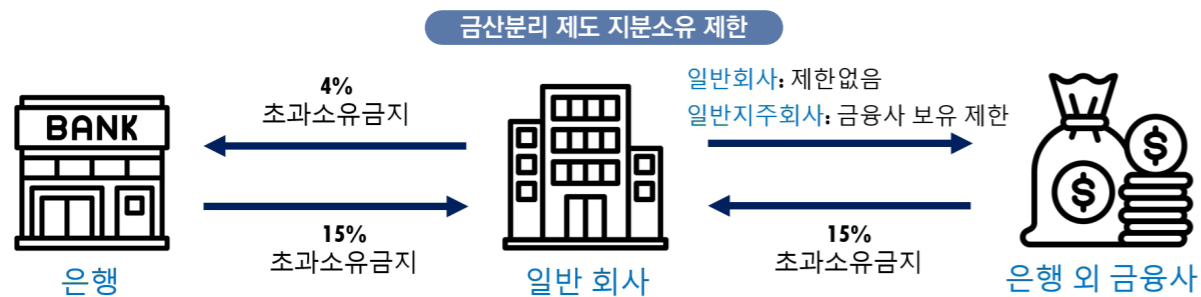 금산분리 제도 지분소유 제한
4%
초과소유금지
일반회사: 제한없음
일반지주회사: 금융사 보유 제한
BANK
15%
초과소유금지
15%
초과소유금지
은행
일반 회사
은행 외 금융사